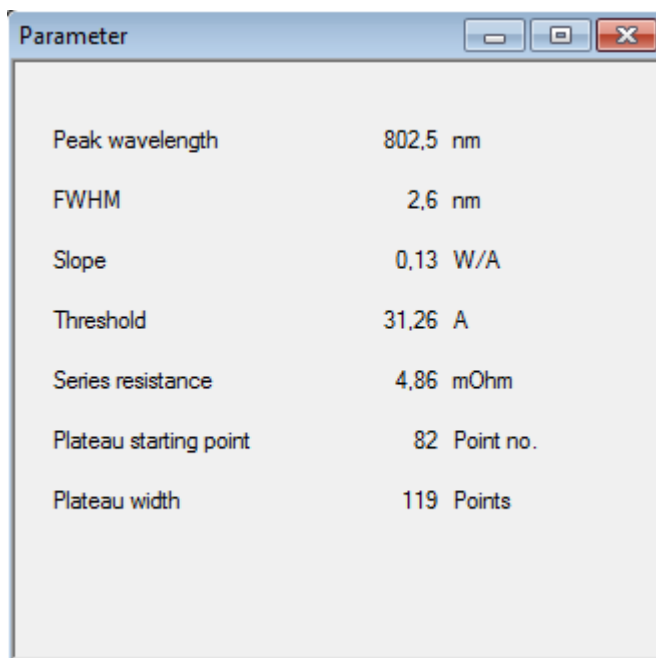 Parameter
Peak wavelength 802,5 nm
FWHM 2,6 nm
Slope 0,13 W/A
Threshold 31,26 A
Series resistance 4,86 mOhm
Plateau starting point 82 Point no.
Plateau width 119 Points